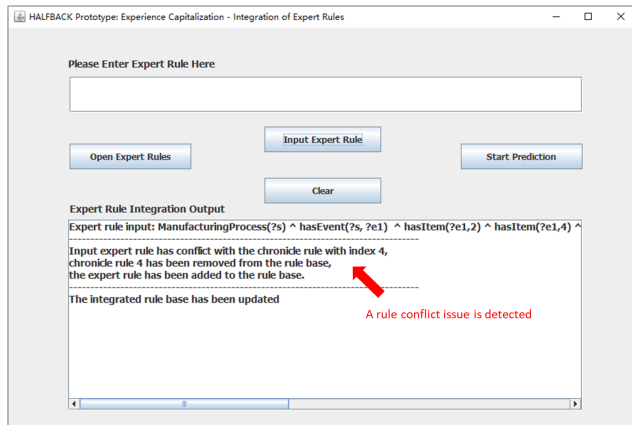 HALFBACK Prototype: Experience Capitalization - Integration of Expert Rules
Please Enter Expert Rule Here
Input Expert Rule
Open Expert Rules
Start Prediction
Clear
Expert Rule Integration Output
Expert rule input: ManufacturingProcess(?s) ^ hasEvent(?s, ?e1)  ^ hasItem(?e1,2) ^ hasItem(?e1,4) ^
--------------------------------------------------------------------------------
Input expert rule has conflict with the chronicle rule with index 4,
chronicle rule 4 has been removed from the rule base,
the expert rule has been added to the rule base.
--------------------------------------------------------------------------------
The integrated rule base has been updated
A rule conflict issue is detected